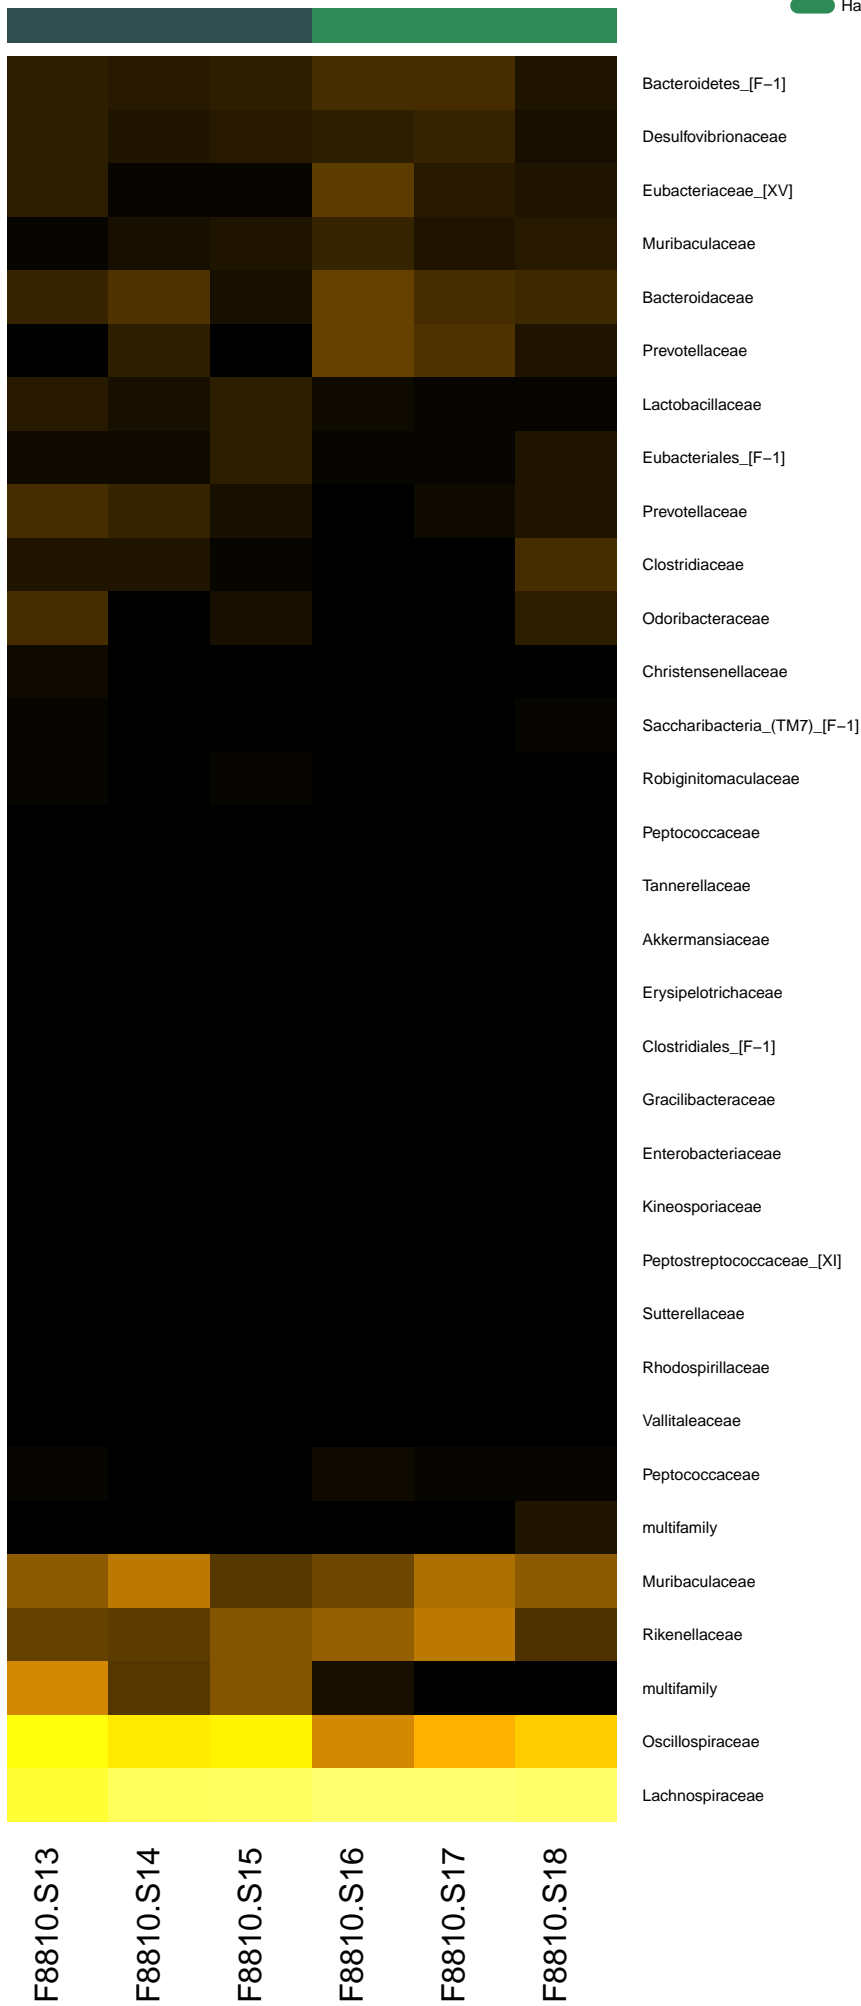 Ha
Bacteroidetes_[F−1]
Desulfovibrionaceae
Eubacteriaceae_[XV]
Muribaculaceae
Bacteroidaceae
Prevotellaceae
Lactobacillaceae
Eubacteriales_[F−1]
Prevotellaceae
Clostridiaceae
Odoribacteraceae
Christensenellaceae
Saccharibacteria_(TM7)_[F−1]
Robiginitomaculaceae
Peptococcaceae
Tannerellaceae
Akkermansiaceae
Erysipelotrichaceae
Clostridiales_[F−1]
Gracilibacteraceae
Enterobacteriaceae
Kineosporiaceae
Peptostreptococcaceae_[XI]
Sutterellaceae
Rhodospirillaceae
Vallitaleaceae
Peptococcaceae
multifamily
Muribaculaceae
Rikenellaceae
multifamily
Oscillospiraceae
Lachnospiraceae
F8810.S13
F8810.S14
F8810.S15
F8810.S16
F8810.S17
F8810.S18